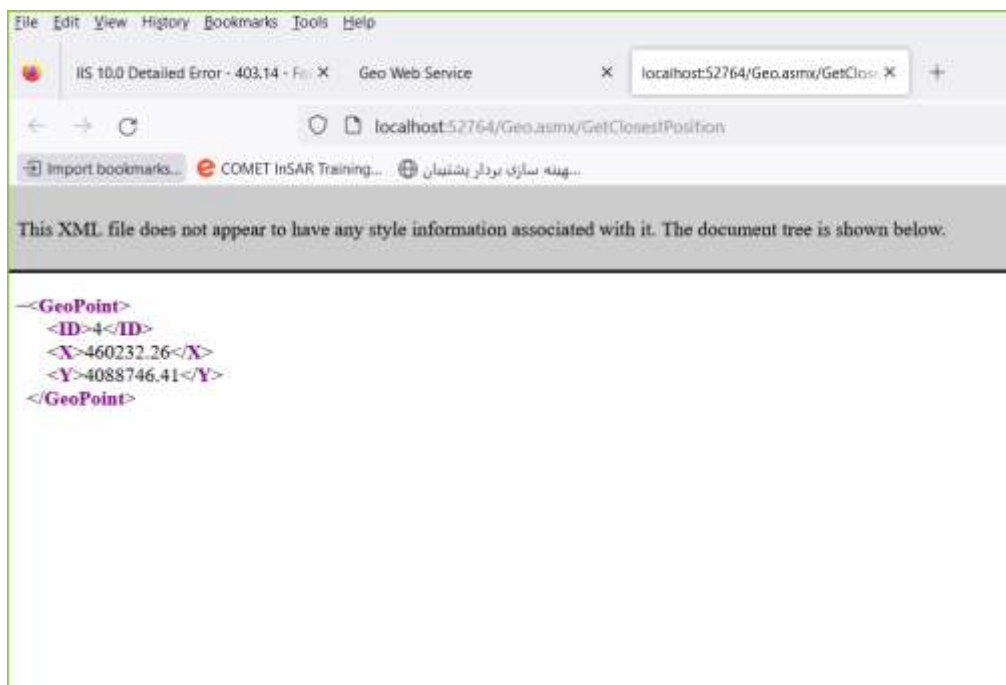 File Edit View History Bookmarks Tools Help
IIS 10.0 Detailed Error - 403.14 - Fo
Geo Web Service
localhost:52764/Geo.asmx/GetClos
localhost:52764/Geo.asmx/GetClosestPosition
Import bookmarks... COMET InSAR Training... بهینه سازی بردار پشتیبان...
This XML file does not appear to have any style information associated with it. The document tree is shown below.
−<GeoPoint>
<ID>4</ID>
<X>460232.26</X>
<Y>4088746.41</Y>
</GeoPoint>